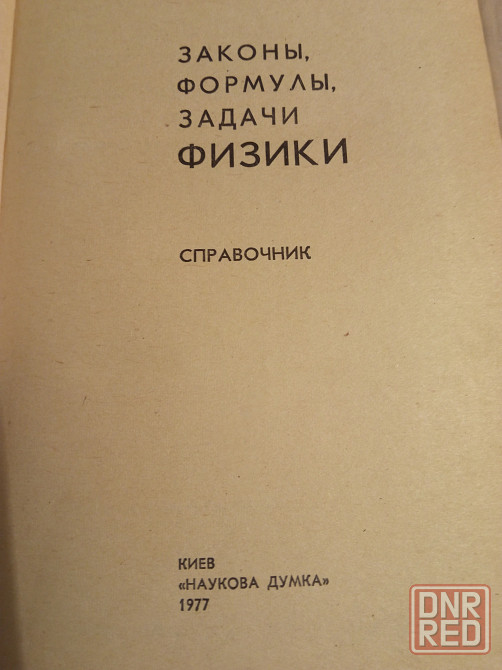 ЗАКОНЫ,
ФОРМУЛЫ,
ЗАДАЧИ
ФИЗИКИ
СПРАВОЧНИК
КИЕВ
«НАУКОВА ДУМКА»
1977
DNR
RED